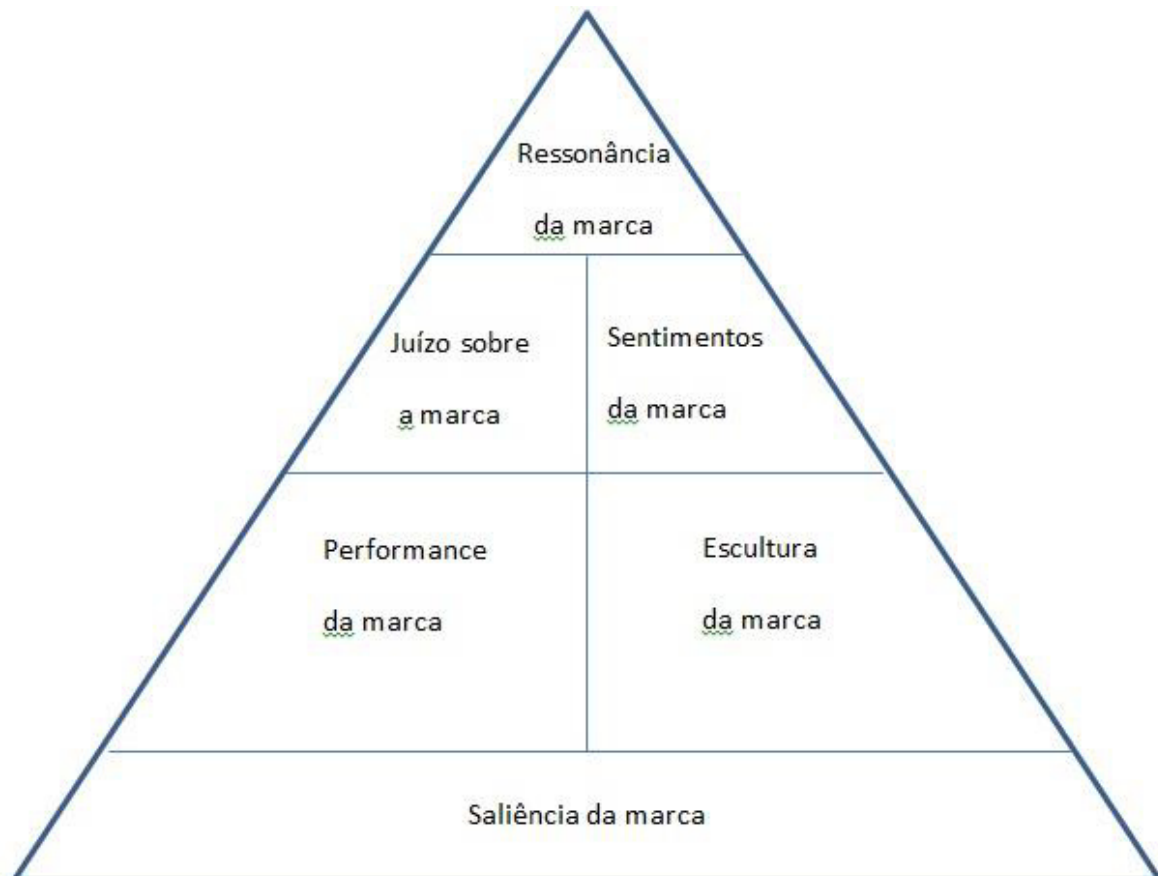 Ressonância
da marca
Juízo sobre
a marca
Sentimentos
da marca
Performance
da marca
Escultura
da marca
Saliência da marca